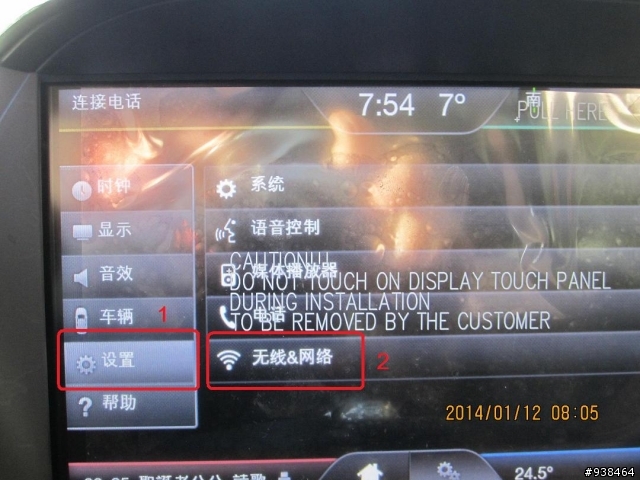 连接电话
7:54 7°
南
PULL HERE
时钟
系统
显示
语音控制
音效
媒体播放器
CAUTION!!!
DO NOT TOUCH ON DISPLAY TOUCH PANEL
DURING INSTALLATION
TO BE REMOVED BY THE CUSTOMER
车辆 1
电话
设置
无线&网络 2
帮助
2014/01/12 08:05
24.5°
#938464